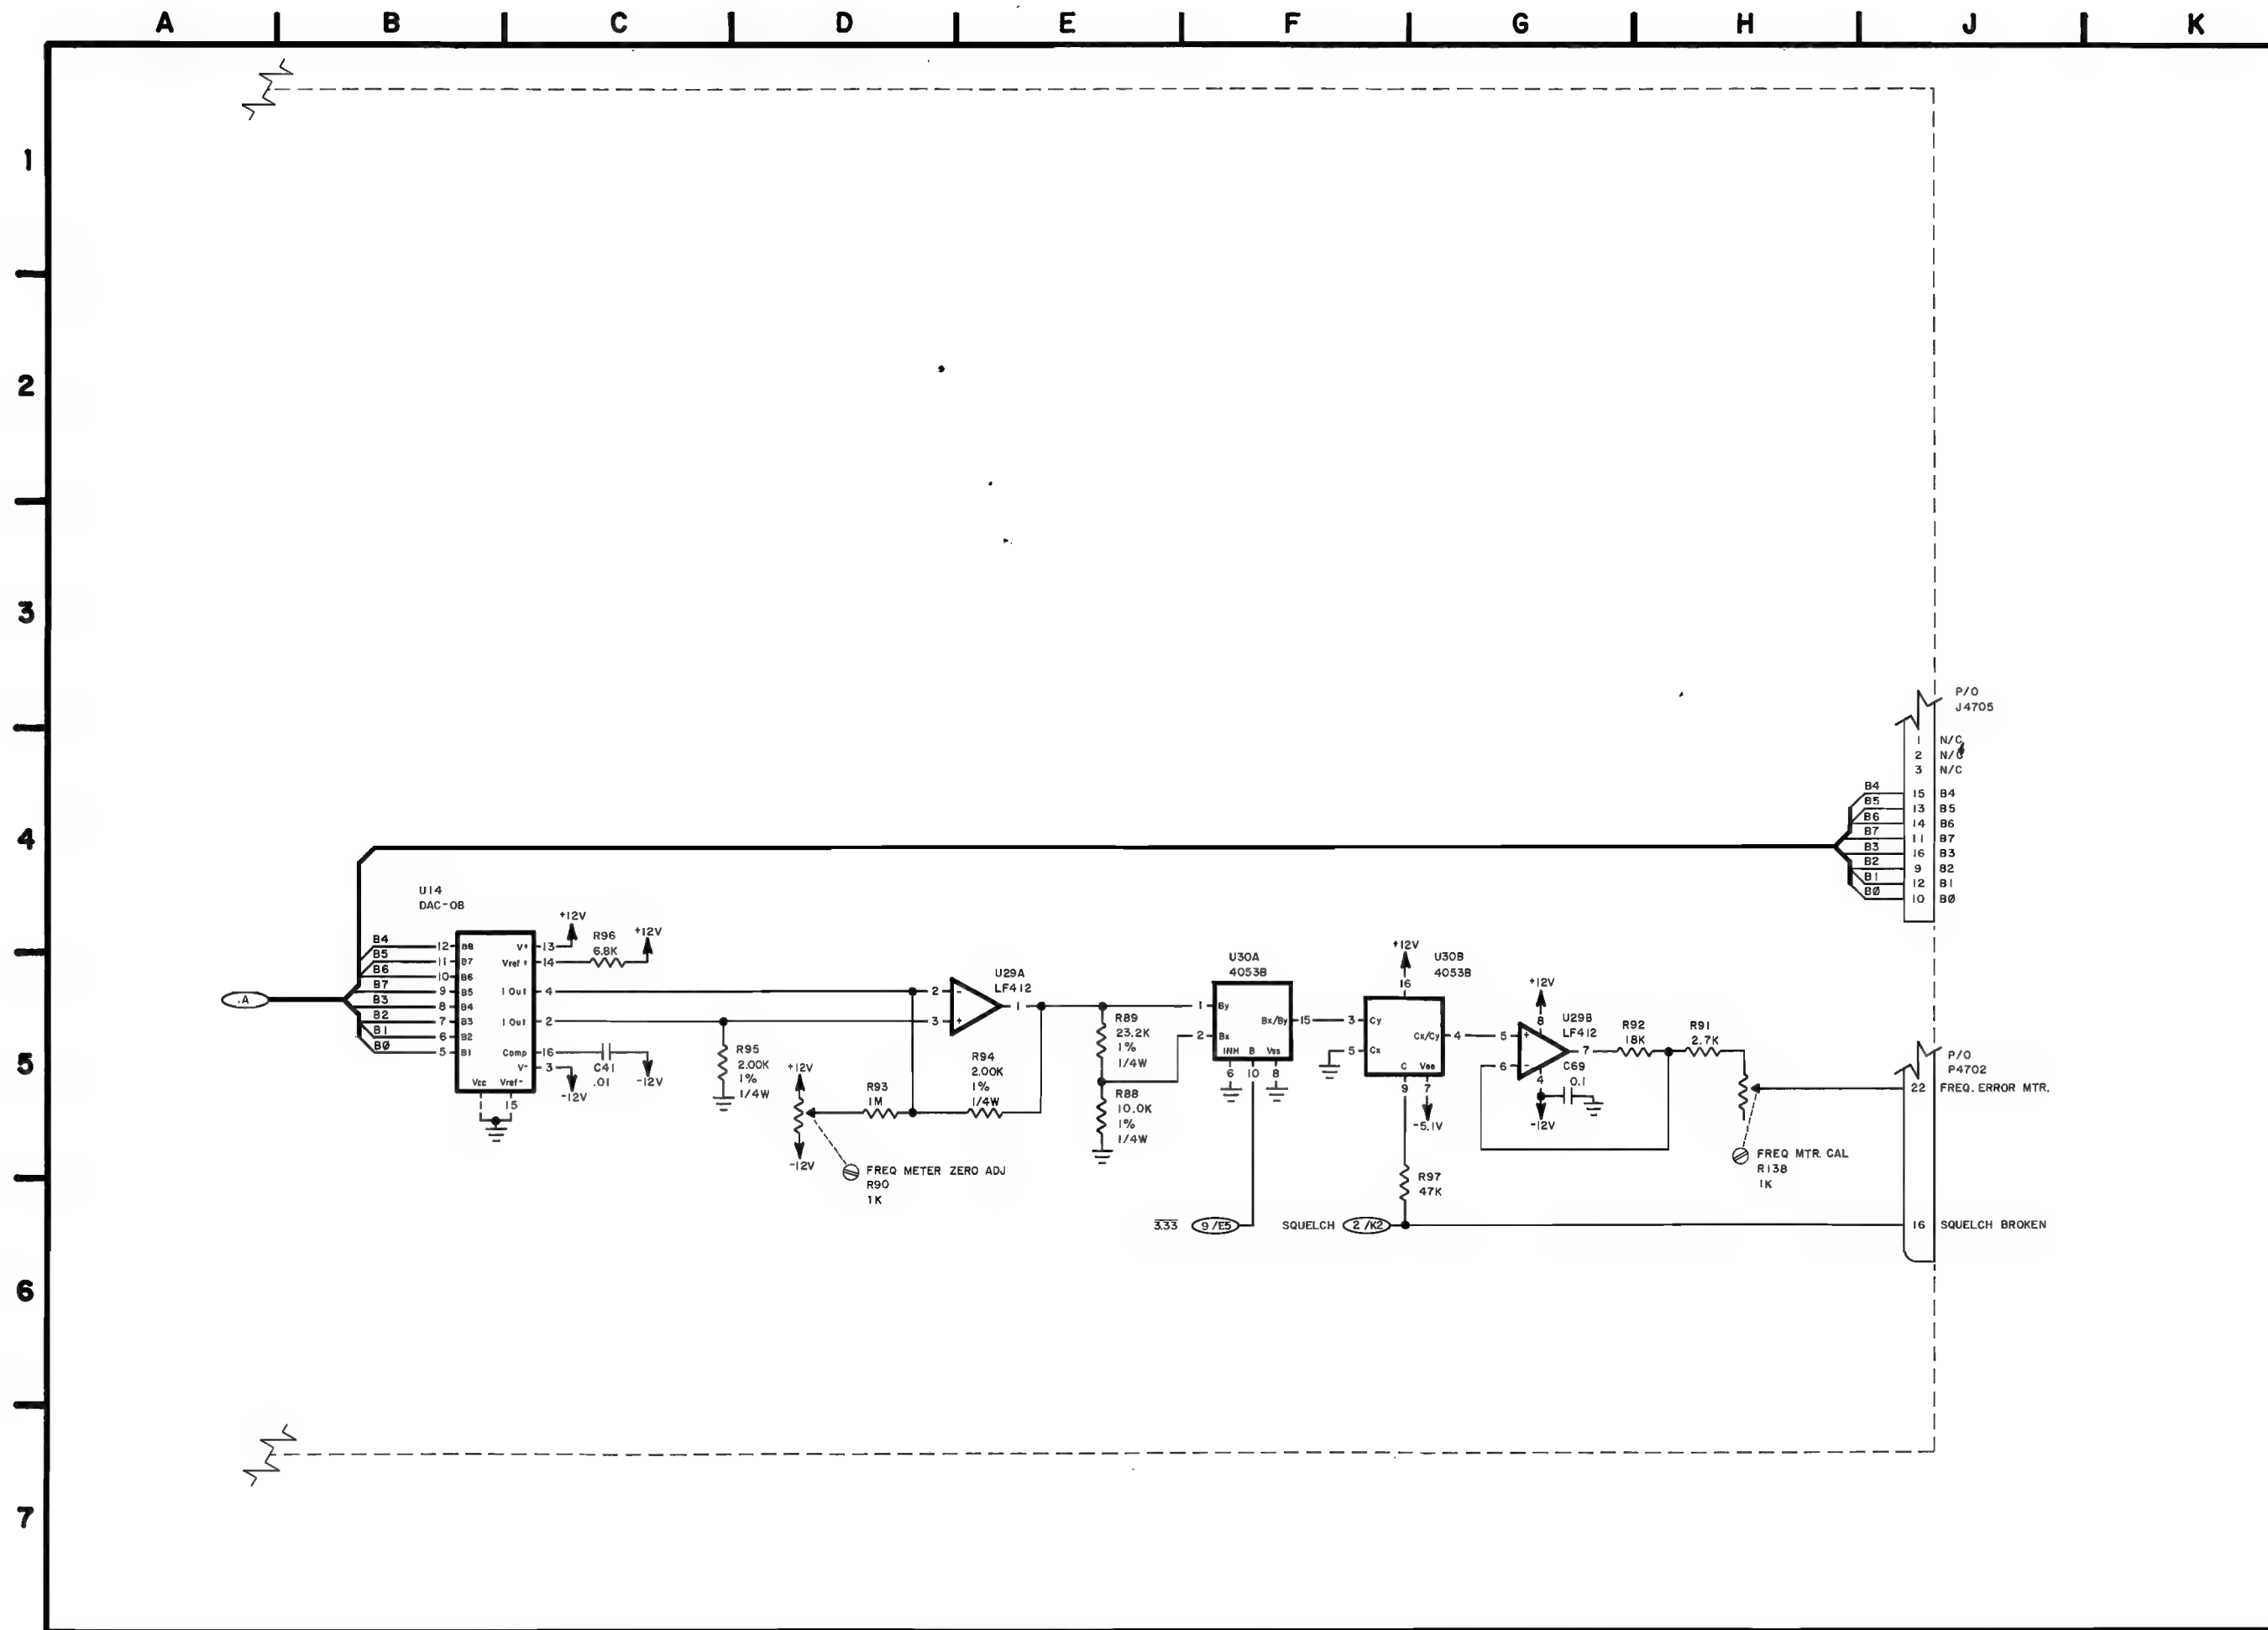 A B C D E F G H J K
1
2
3
4
5
6
7
P/O
J4705
1 N/C
2 N/C
3 N/C
B4 15 B4
B5 13 B5
B6 14 B6
B7 11 B7
B3 16 B3
B2 9 B2
B1 12 B1
BØ 10 BØ
U14
DAC-08
.A
B4 12 B8
B5 11 B7
B6 10 B6
B7 9 B5
B3 8 B4
B2 7 B3
B1 6 B2
BØ 5 B1
V+ 13
+12V
Vref + 14
R96
6.8K
+12V
I Out 4
I Out 2
Comp 16
C41
.01
-12V
V- 3
-12V
Vcc Vref-
1 15
R95
2.00K
1%
1/4W
+12V
-12V
R93
1M
FREQ METER ZERO ADJ
R90
1K
R94
2.00K
1%
1/4W
U29A
LF412
2 -
3 +
1
R89
23.2K
1%
1/4W
R88
10.0K
1%
1/4W
U30A
4053B
1 By
2 Bx
Bx/By 15
INH B Vss
6 10 8
3.33 9/E5
+12V
16
U30B
4053B
3 Cy
5 Cx
Cx/Cy 4
C Vee
9 7
-5.1V
R97
47K
SQUELCH 2/K2
+12V
8
U29B
LF412
5 +
6 -
7
4
C69
0.1
-12V
R92
18K
R91
2.7K
FREQ MTR. CAL
R138
1K
P/O
P4702
22 FREQ. ERROR MTR.
16 SQUELCH BROKEN